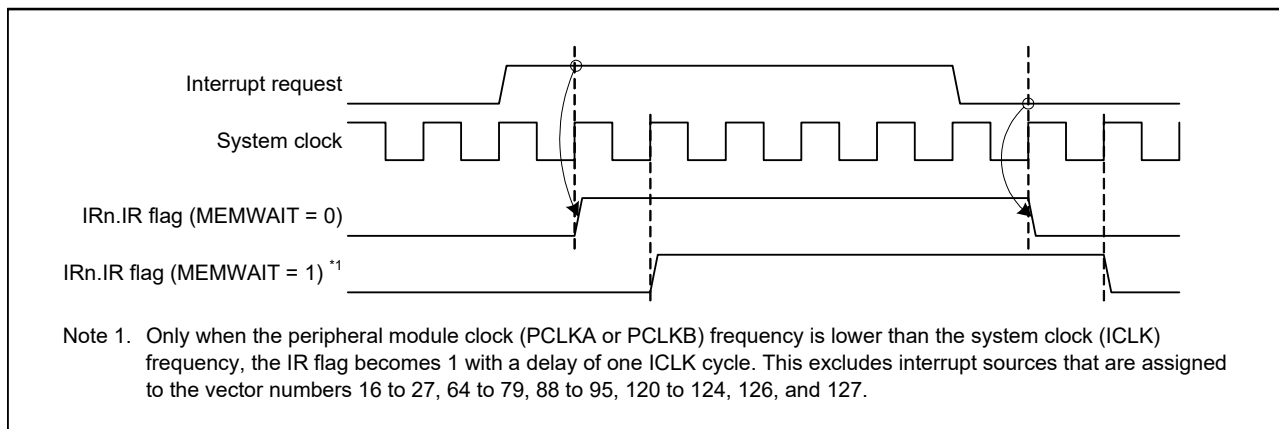 Interrupt request
System clock
IRn.IR flag (MEMWAIT = 0)
IRn.IR flag (MEMWAIT = 1) *1
Note 1. Only when the peripheral module clock (PCLKA or PCLKB) frequency is lower than the system clock (ICLK)
frequency, the IR flag becomes 1 with a delay of one ICLK cycle. This excludes interrupt sources that are assigned
to the vector numbers 16 to 27, 64 to 79, 88 to 95, 120 to 124, 126, and 127.